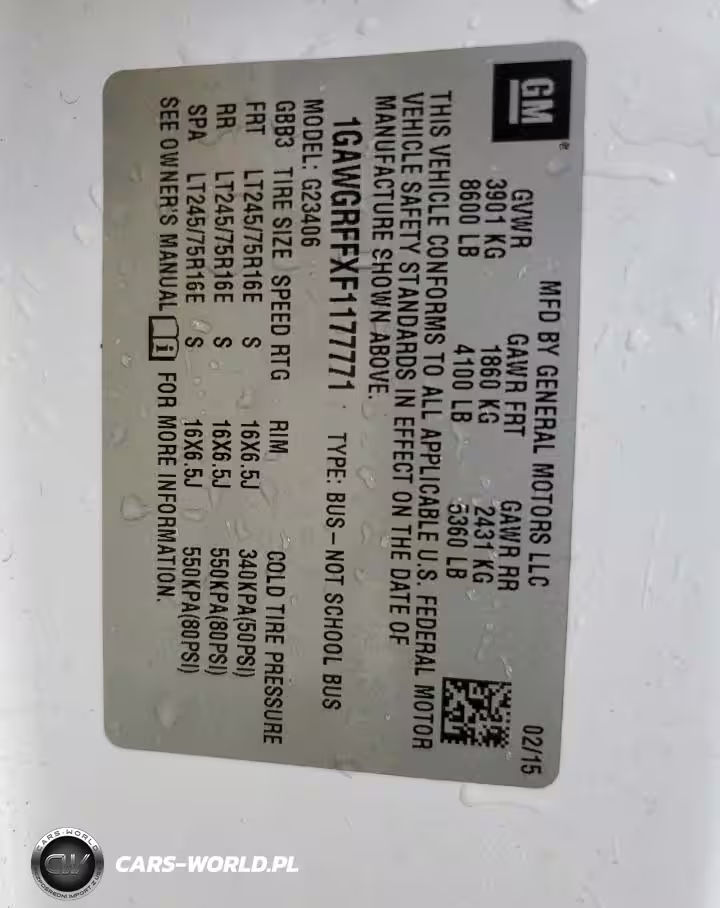 GM
MFD BY GENERAL MOTORS LLC 02/15
GVWR GAWR FRT GAWR RR
3901 KG 1860 KG 2431 KG
8600 LB 4100 LB 5360 LB
THIS VEHICLE CONFORMS TO ALL APPLICABLE U.S. FEDERAL MOTOR
VEHICLE SAFETY STANDARDS IN EFFECT ON THE DATE OF
MANUFACTURE SHOWN ABOVE.
1GAWGRFFXF1177771 TYPE: BUS-NOT SCHOOL BUS
MODEL: G23406
GBB3 TIRE SIZE SPEED RTG RIM COLD TIRE PRESSURE
FRT LT245/75R16E S 16X6.5J 340KPA(50PSI)
RR LT245/75R16E S 16X6.5J 550KPA(80PSI)
SPA LT245/75R16E S 16X6.5J 550KPA(80PSI)
SEE OWNER'S MANUAL FOR MORE INFORMATION.
CARS-WORLD
CW
CARS-WORLD.PL